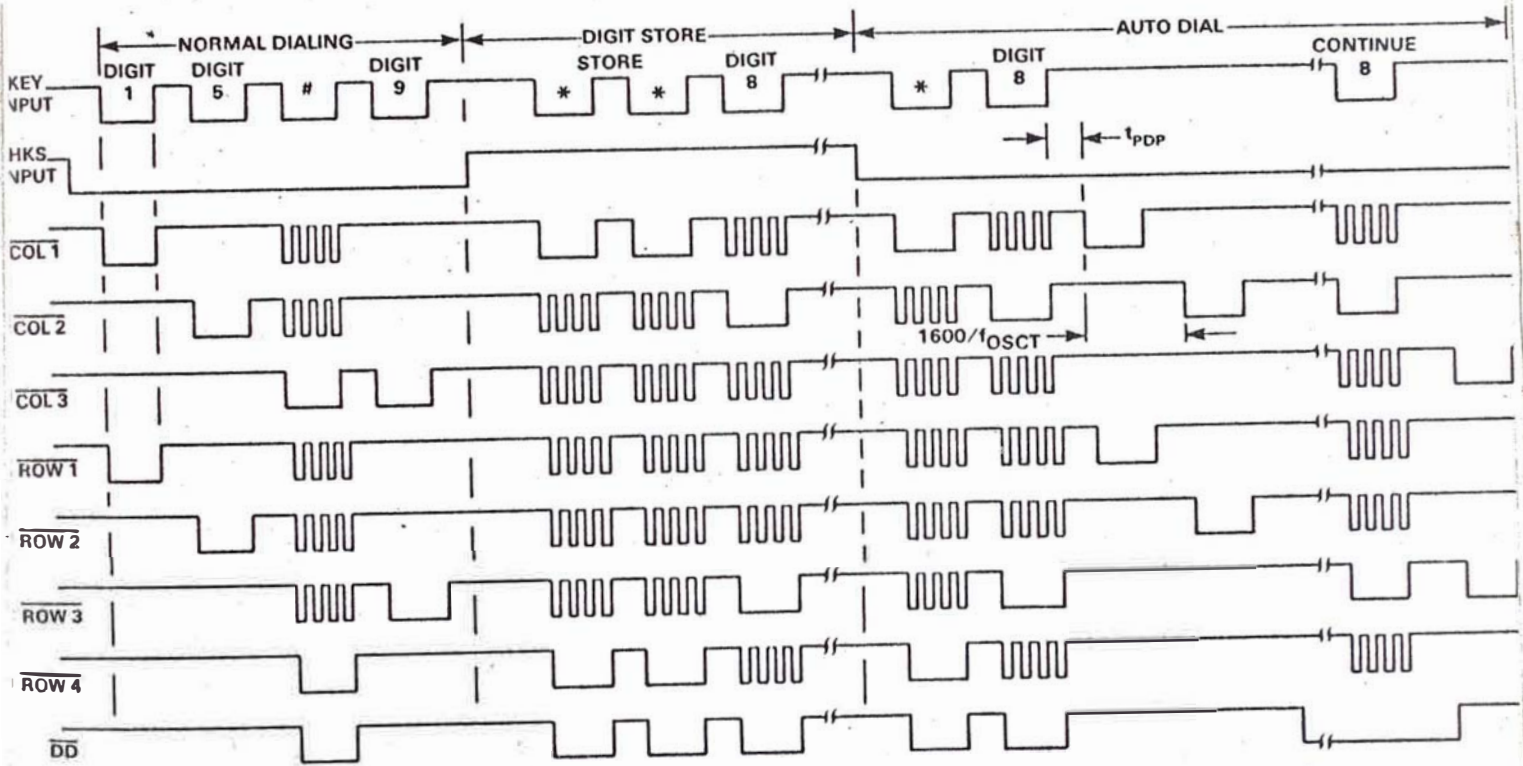 NORMAL DIALING
DIGIT STORE
AUTO DIAL
DIGIT 1
DIGIT 5
#
DIGIT 9
STORE
*
*
DIGIT 8
*
DIGIT 8
CONTINUE 8
KEY
NPUT
tPDP
HKS
NPUT
COL 1
COL 2
1600/fOSCT
COL 3
ROW 1
ROW 2
ROW 3
ROW 4
DD